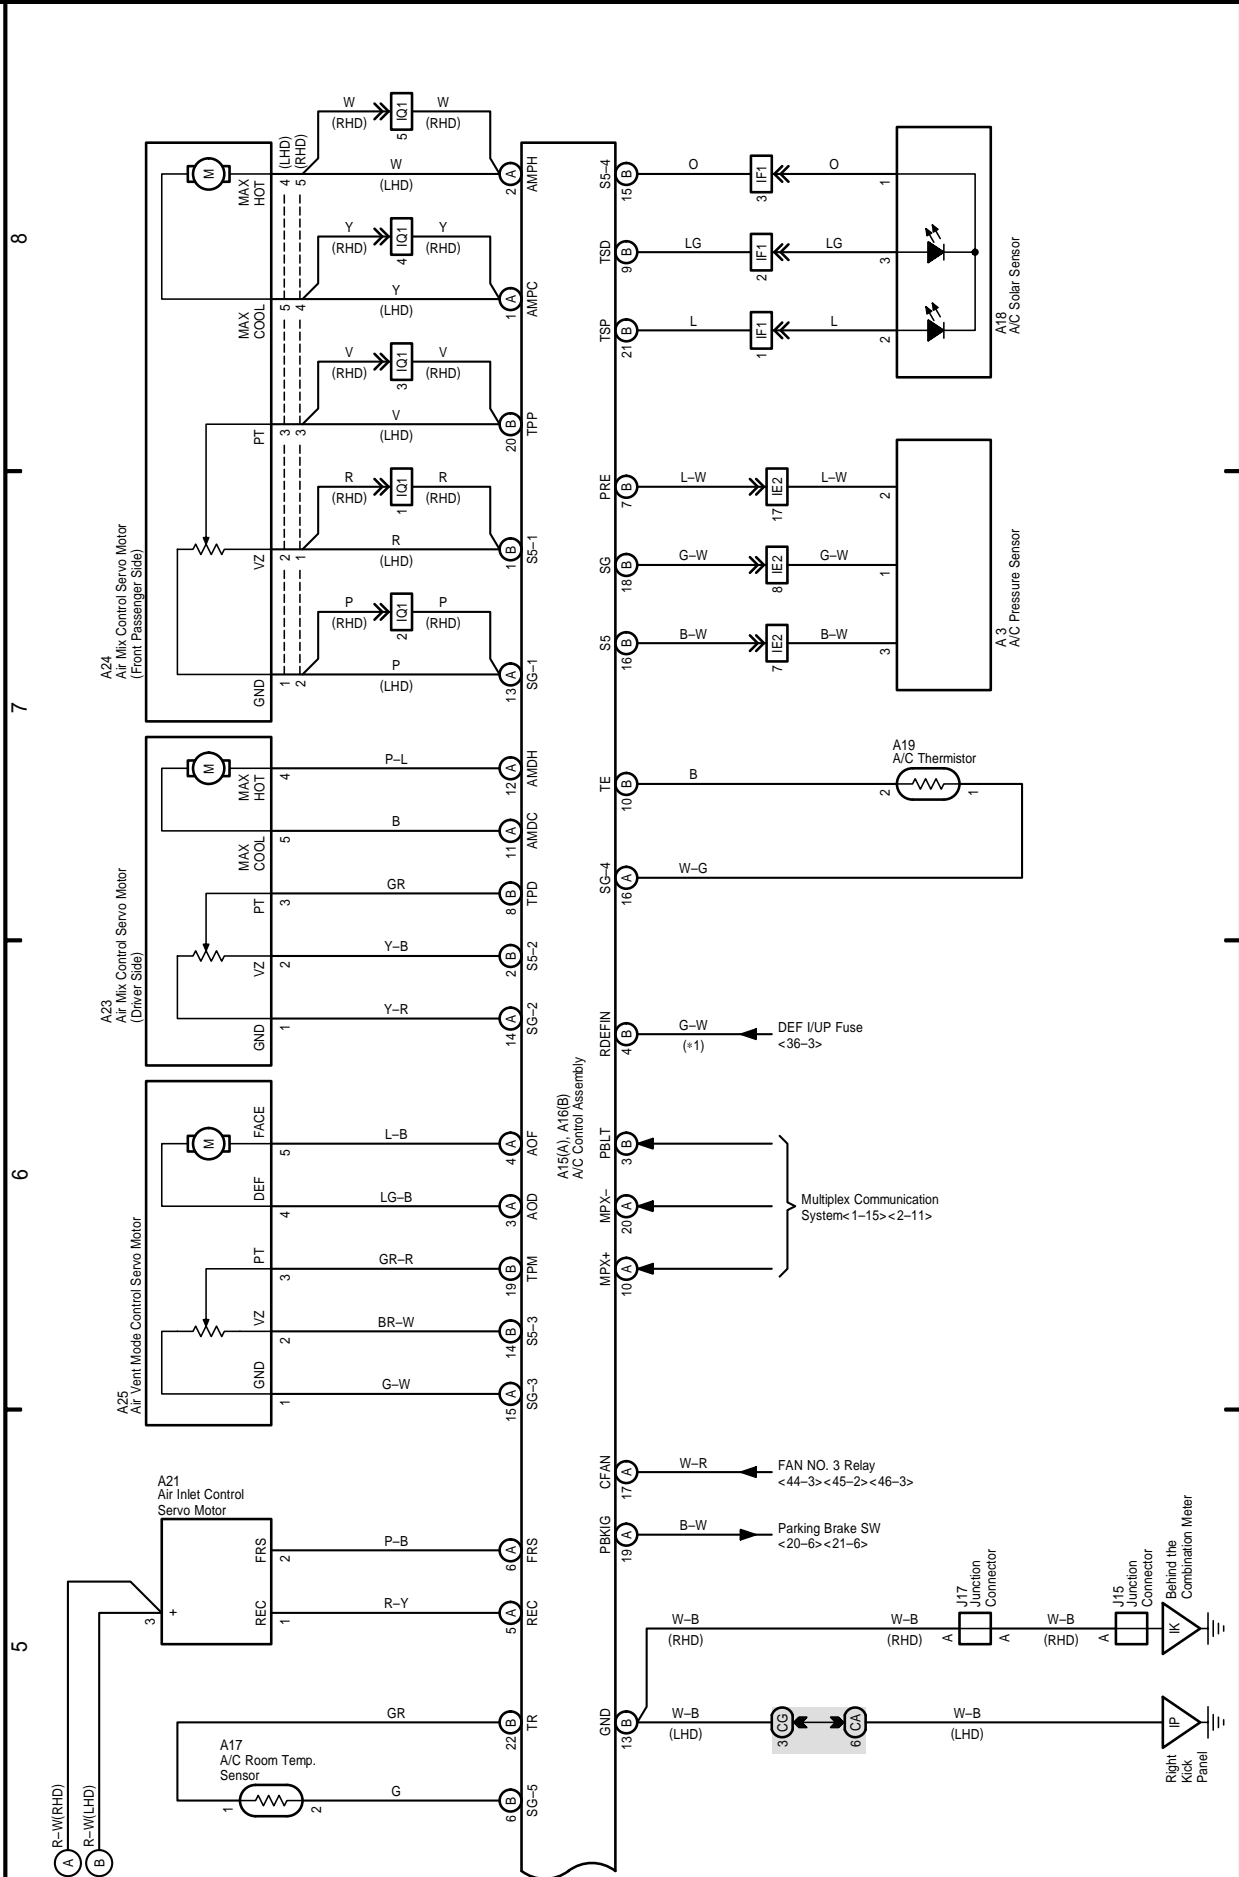 8
7
6
5
A24
Air Mix Control Servo Motor
(Front Passenger Side)
MAX
HOT
MAX
COOL
PT
VZ
GND
M
(LHD)
(RHD)
4
5
5
4
3
3
2
1
1
2
W
(RHD)
IQ1
5
W
(RHD)
W
(LHD)
Y
(RHD)
IQ1
4
Y
(RHD)
Y
(LHD)
V
(RHD)
IQ1
3
V
(RHD)
V
(LHD)
R
(RHD)
IQ1
1
R
(RHD)
R
(LHD)
P
(RHD)
IQ1
2
P
(RHD)
P
(LHD)
2 A AMPH
1 A AMPC
20 B TPP
1 B S5–1
13 A SG–1
A23
Air Mix Control Servo Motor
(Driver Side)
M
MAX
HOT
4
P–L
12 A AMDH
MAX
COOL
5
B
11 A AMDC
PT
3
GR
8 B TPD
VZ
2
Y–B
2 B S5–2
GND
1
Y–R
14 A SG–2
A25
Air Vent Mode Control Servo Motor
M
FACE
5
L–B
4 A AOF
DEF
4
LG–B
3 A AOD
PT
3
GR–R
19 B TPM
VZ
2
BR–W
14 B S5–3
GND
1
G–W
15 A SG–3
A21
Air Inlet Control
Servo Motor
FRS
2
P–B
6 A FRS
REC
1
R–Y
5 A REC
3
+
A R–W(RHD)
B R–W(LHD)
A17
A/C Room Temp.
Sensor
1
2
GR
22 B TR
G
6 B SG–5
A15(A), A16(B)
A/C Control Assembly
S5–4
15 B
O
IF1
3
O
1
TSD
9 B
LG
IF1
2
LG
3
TSP
21 B
L
IF1
1
L
2
A18
A/C Solar Sensor
PRE
7 B
L–W
IE2
17
L–W
2
SG
18 B
G–W
IE2
8
G–W
1
S5
16 B
B–W
IE2
7
B–W
3
A 3
A/C Pressure Sensor
A19
A/C Thermistor
TE
10 B
B
2
1
SG–4
16 A
W–G
RDEFIN
4 B
G–W
(*1)
DEF I/UP Fuse
<36–3>
PBLT
3 B
MPX–
20 A
MPX+
10 A
Multiplex Communication
System<1–15><2–11>
CFAN
17 A
W–R
FAN NO. 3 Relay
<44–3><45–2><46–3>
PBKIG
19 A
B–W
Parking Brake SW
<20–6><21–6>
GND
13 B
W–B
(RHD)
W–B
(RHD)
A
J17
Junction
Connector
A
W–B
(RHD)
A
J15
Junction
Connector
IK
Behind the
Combination Meter
W–B
(LHD)
3 CG
6 CA
W–B
(LHD)
IP
Right
Kick
Panel